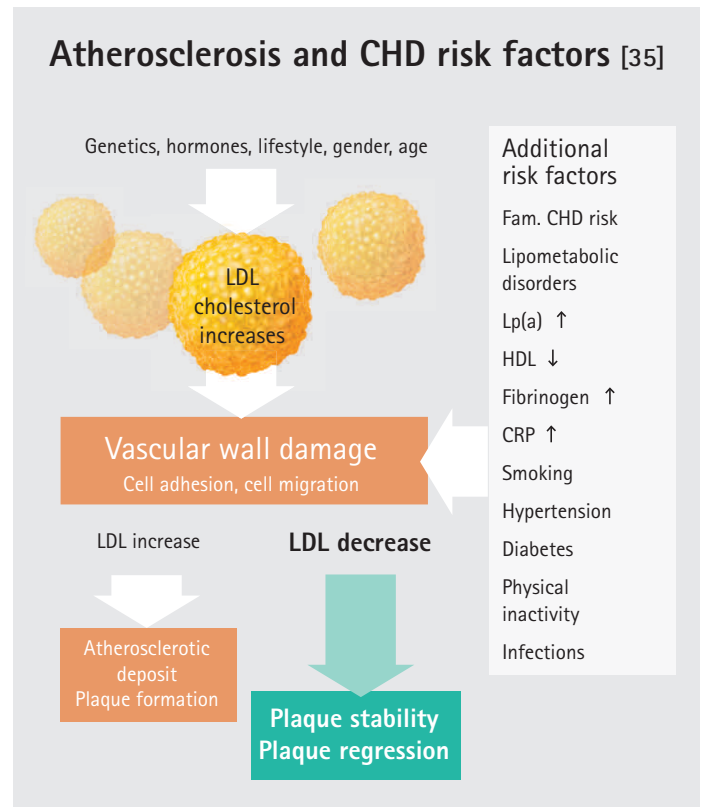 Atherosclerosis and CHD risk factors [35]
Genetics, hormones, lifestyle, gender, age
LDL
cholesterol
increases
Vascular wall damage
Cell adhesion, cell migration
LDL increase
LDL decrease
Atherosclerotic
deposit
Plaque formation
Plaque stability
Plaque regression
Additional
risk factors
Fam. CHD risk
Lipometabolic
disorders
Lp(a) ↑
HDL ↓
Fibrinogen ↑
CRP ↑
Smoking
Hypertension
Diabetes
Physical
inactivity
Infections